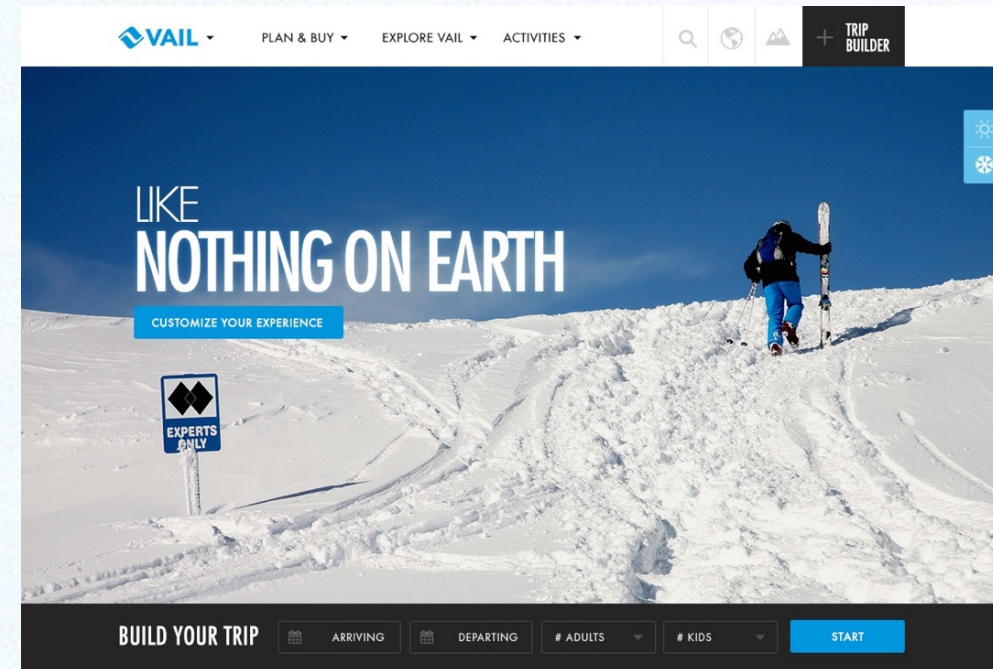 VAIL
PLAN & BUY
EXPLORE VAIL
ACTIVITIES
TRIP
BUILDER
LIKE
NOTHING ON EARTH
CUSTOMIZE YOUR EXPERIENCE
EXPERTS
ONLY
BUILD YOUR TRIP
ARRIVING
DEPARTING
# ADULTS
# KIDS
START